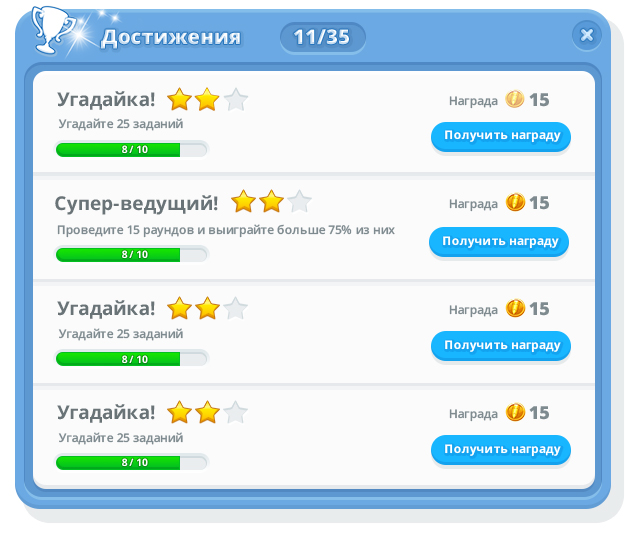 Достижения 11/35
Угадайка!
Награда 15
Угадайте 25 заданий
Получить награду
8 / 10
Супер-ведущий!
Награда 15
Проведите 15 раундов и выиграйте больше 75% из них
Получить награду
8 / 10
Угадайка!
Награда 15
Угадайте 25 заданий
Получить награду
8 / 10
Угадайка!
Награда 15
Угадайте 25 заданий
Получить награду
8 / 10